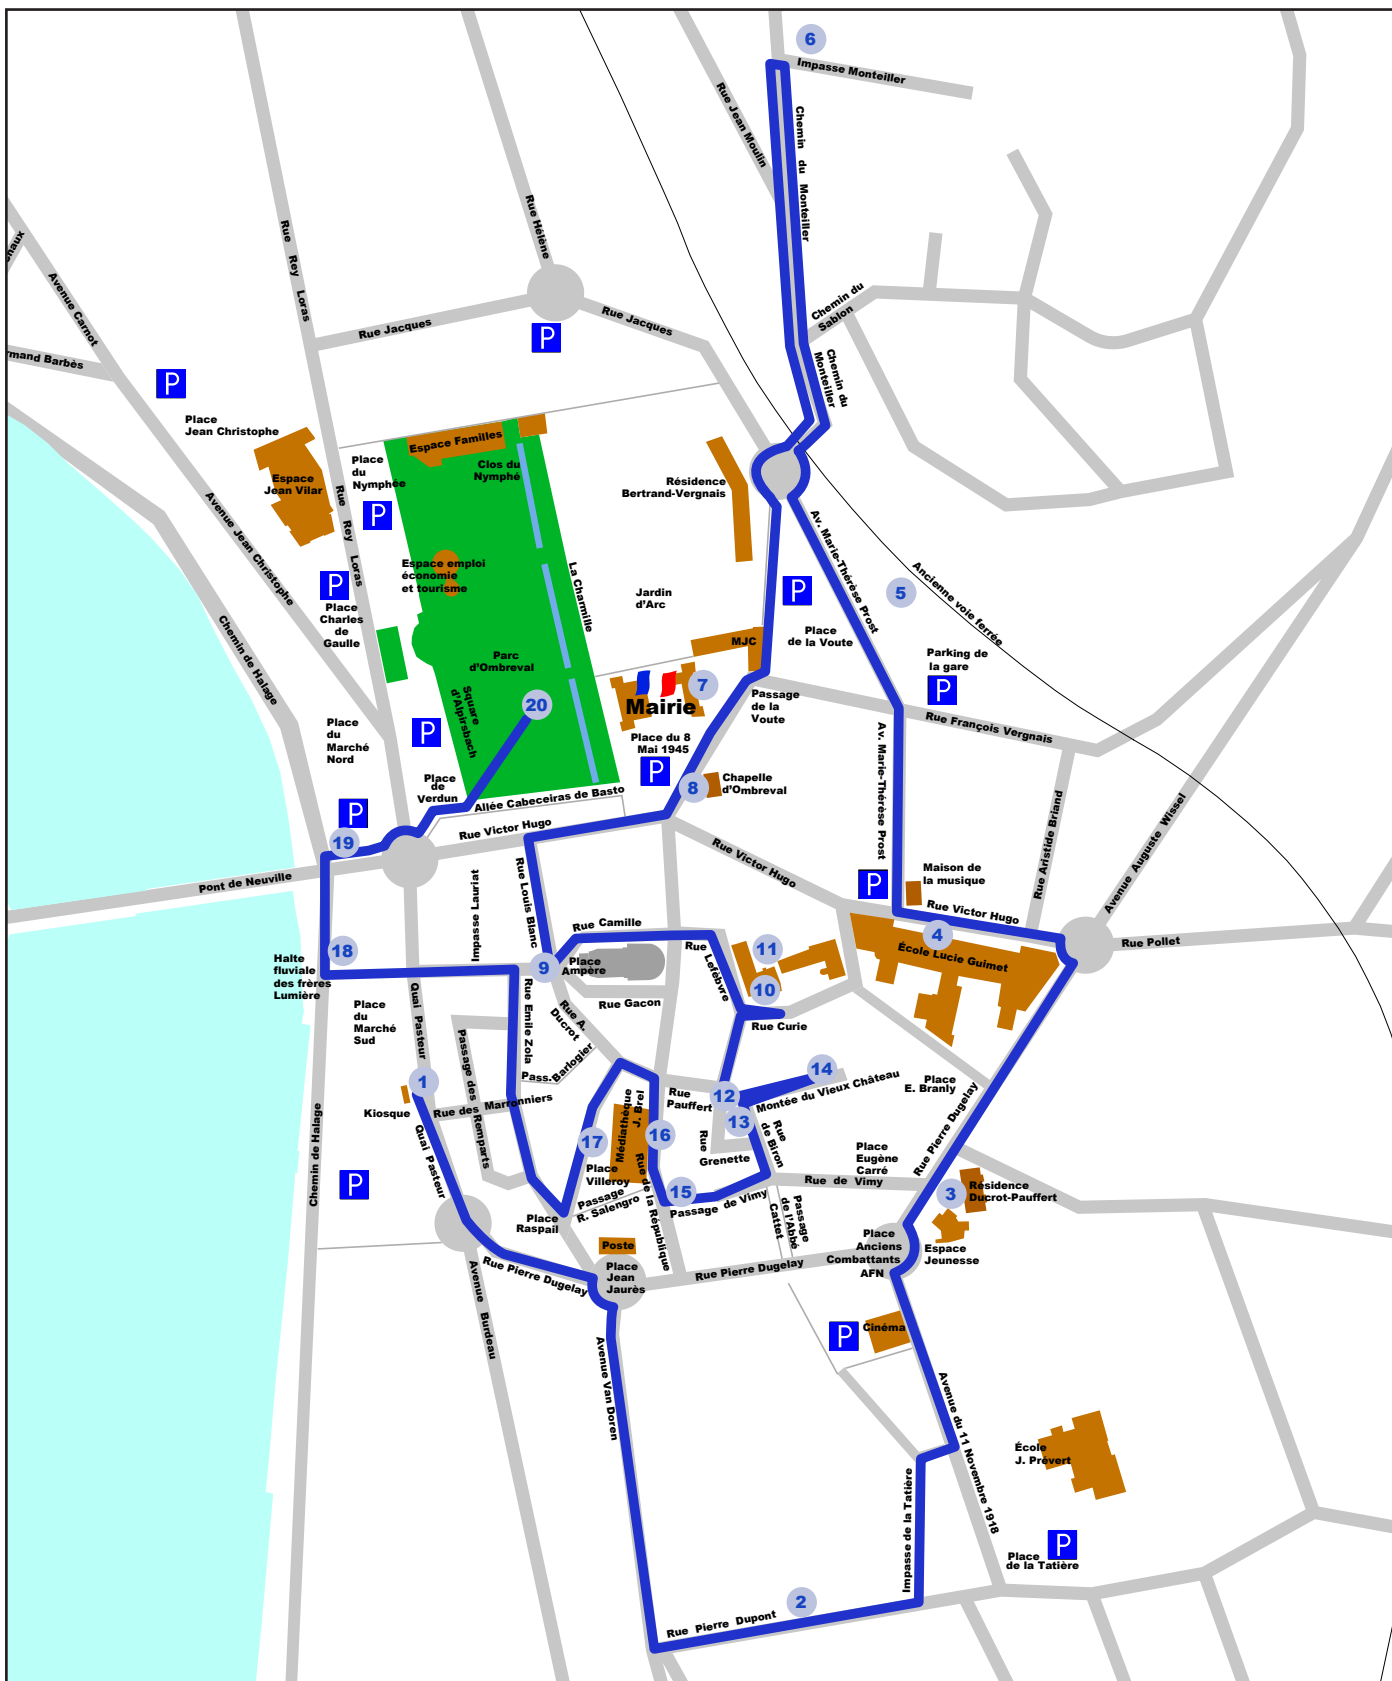 6
Impasse Monteiller
Rue Jean Moulin
Chemin du Monteiller
Rue Hélène
Rue Rey Loras
Avenue Carnot
Chemin du
Sablon
Rue Jacques
Rue Jacques
P
mand Barbès
P
Chemin du
Monteiller
Place
Jean Christophe
Espace Familles
Place
du
Nymphée
Clos du
Nymphé
Espace
Jean Vilar
Résidence
Bertrand-Vergnais
Rue Rey Loras
Avenue Jean Christophe
P
Av. Marie-Thérèse Prost
Espace emploi
économie
et tourisme
La Charmille
P
Jardin
d'Arc
P
5
Ancienne voie ferrée
Place
Charles
de
Gaulle
Chemin de Halage
Place
de la Voute
MJC
Parc
d'Ombreval
Parking de
la gare
P
Square
d'Alpirsbach
20
7
Mairie
Passage
de la
Voute
Rue François Vergnais
Place
du
Marché
Nord
P
Place du 8
Mai 1945
P
Av. Marie-Thérèse Prost
Place
de
Verdun
8
Chapelle
d'Ombreval
Allée Cabeceiras de Basto
P
19
Rue Victor Hugo
Rue Victor Hugo
Rue Aristide Briand
Avenue Auguste Wissel
Pont de Neuville
Impasse Lauriat
Rue Louis Blanc
P
Maison de
la musique
Rue Victor Hugo
Rue Camille
4
École Lucie Guimet
Rue Pollet
18
Halte
fluviale
des frères
Lumière
9
Place
Ampère
Rue
Lefèbvre
11
10
Quai Pasteur
Rue Emile Zola
Rue Gacon
Rue A.
Ducrot
Rue Curie
Place
du
Marché
Sud
Passage des Remparts
Pass. Barlogier
1
Kiosque
Rue des Marronniers
14
Montée du Vieux Château
Place
E. Branly
12
Rue
Pauffert
13
Quai Pasteur
Chemin de Halage
17
Médiathèque
J. Brel
16
Rue
Grenette
Rue
de Biron
Place
Eugène
Carré
Rue de Vimy
Rue Pierre Dugelay
P
Place
Villeroy
Passage
R. Salengro
Rue de la République
15
Passage de Vimy
3
Résidence
Ducrot-Pauffert
Place
Raspail
Passage
de l'Abbé
Cattet
Place
Anciens
Combattants
AFN
Espace
Jeunesse
Poste
Rue Pierre Dugelay
Place
Jean
Jaurès
Rue Pierre Dugelay
Avenue Burdeau
P
Cinéma
Avenue Van Doren
Avenue du 11 Novembre 1918
École
J. Prévert
Impasse de la Tatière
P
Place
de la Tatière
2
Rue Pierre Dupont